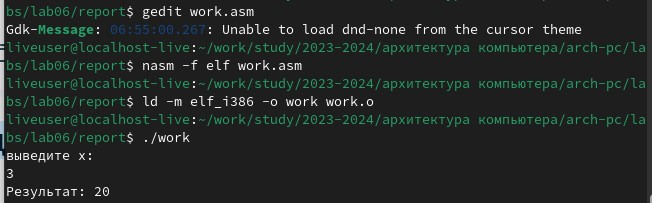 bs/lab06/report$ gedit work.asm
Gdk-Message: 06:55:00.267: Unable to load dnd-none from the cursor theme
liveuser@localhost-live:~/work/study/2023-2024/архитектура компьютера/arch-pc/la
bs/lab06/report$ nasm -f elf work.asm
liveuser@localhost-live:~/work/study/2023-2024/архитектура компьютера/arch-pc/la
bs/lab06/report$ ld -m elf_i386 -o work work.o
liveuser@localhost-live:~/work/study/2023-2024/архитектура компьютера/arch-pc/la
bs/lab06/report$ ./work
выведите x:
3
Результат: 20